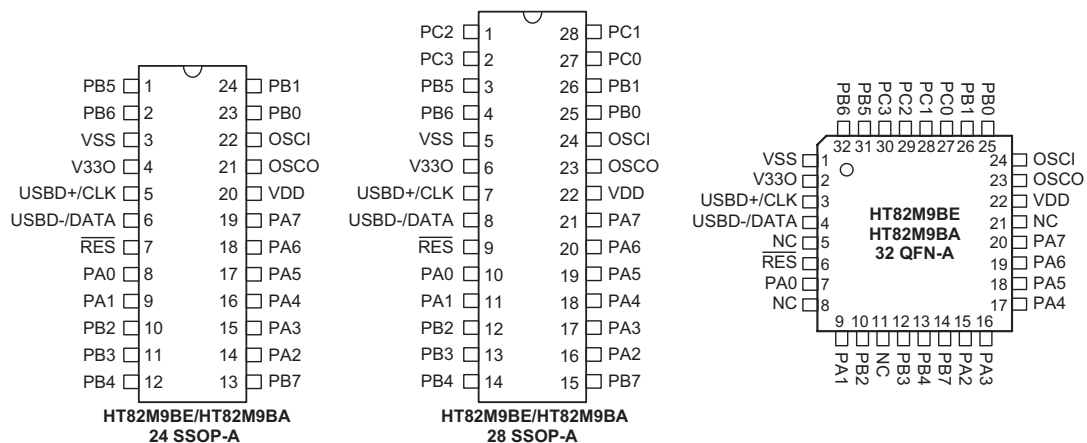 PB5 1 24 PB1
PB6 2 23 PB0
VSS 3 22 OSCI
V33O 4 21 OSCO
USBD+/CLK 5 20 VDD
USBD-/DATA 6 19 PA7
RES 7 18 PA6
PA0 8 17 PA5
PA1 9 16 PA4
PB2 10 15 PA3
PB3 11 14 PA2
PB4 12 13 PB7
HT82M9BE/HT82M9BA
24 SSOP-A
PC2 1 28 PC1
PC3 2 27 PC0
PB5 3 26 PB1
PB6 4 25 PB0
VSS 5 24 OSCI
V33O 6 23 OSCO
USBD+/CLK 7 22 VDD
USBD-/DATA 8 21 PA7
RES 9 20 PA6
PA0 10 19 PA5
PA1 11 18 PA4
PB2 12 17 PA3
PB3 13 16 PA2
PB4 14 15 PB7
HT82M9BE/HT82M9BA
28 SSOP-A
PB6 PB5 PC3 PC2 PC1 PC0 PB1 PB0
32 31 30 29 28 27 26 25
VSS 1 24 OSCI
V33O 2 23 OSCO
USBD+/CLK 3 22 VDD
USBD-/DATA 4 21 NC
NC 5 20 PA7
RES 6 19 PA6
PA0 7 18 PA5
NC 8 17 PA4
HT82M9BE
HT82M9BA
32 QFN-A
9 10 11 12 13 14 15 16
PA1 PB2 NC PB3 PB4 PB7 PA2 PA3